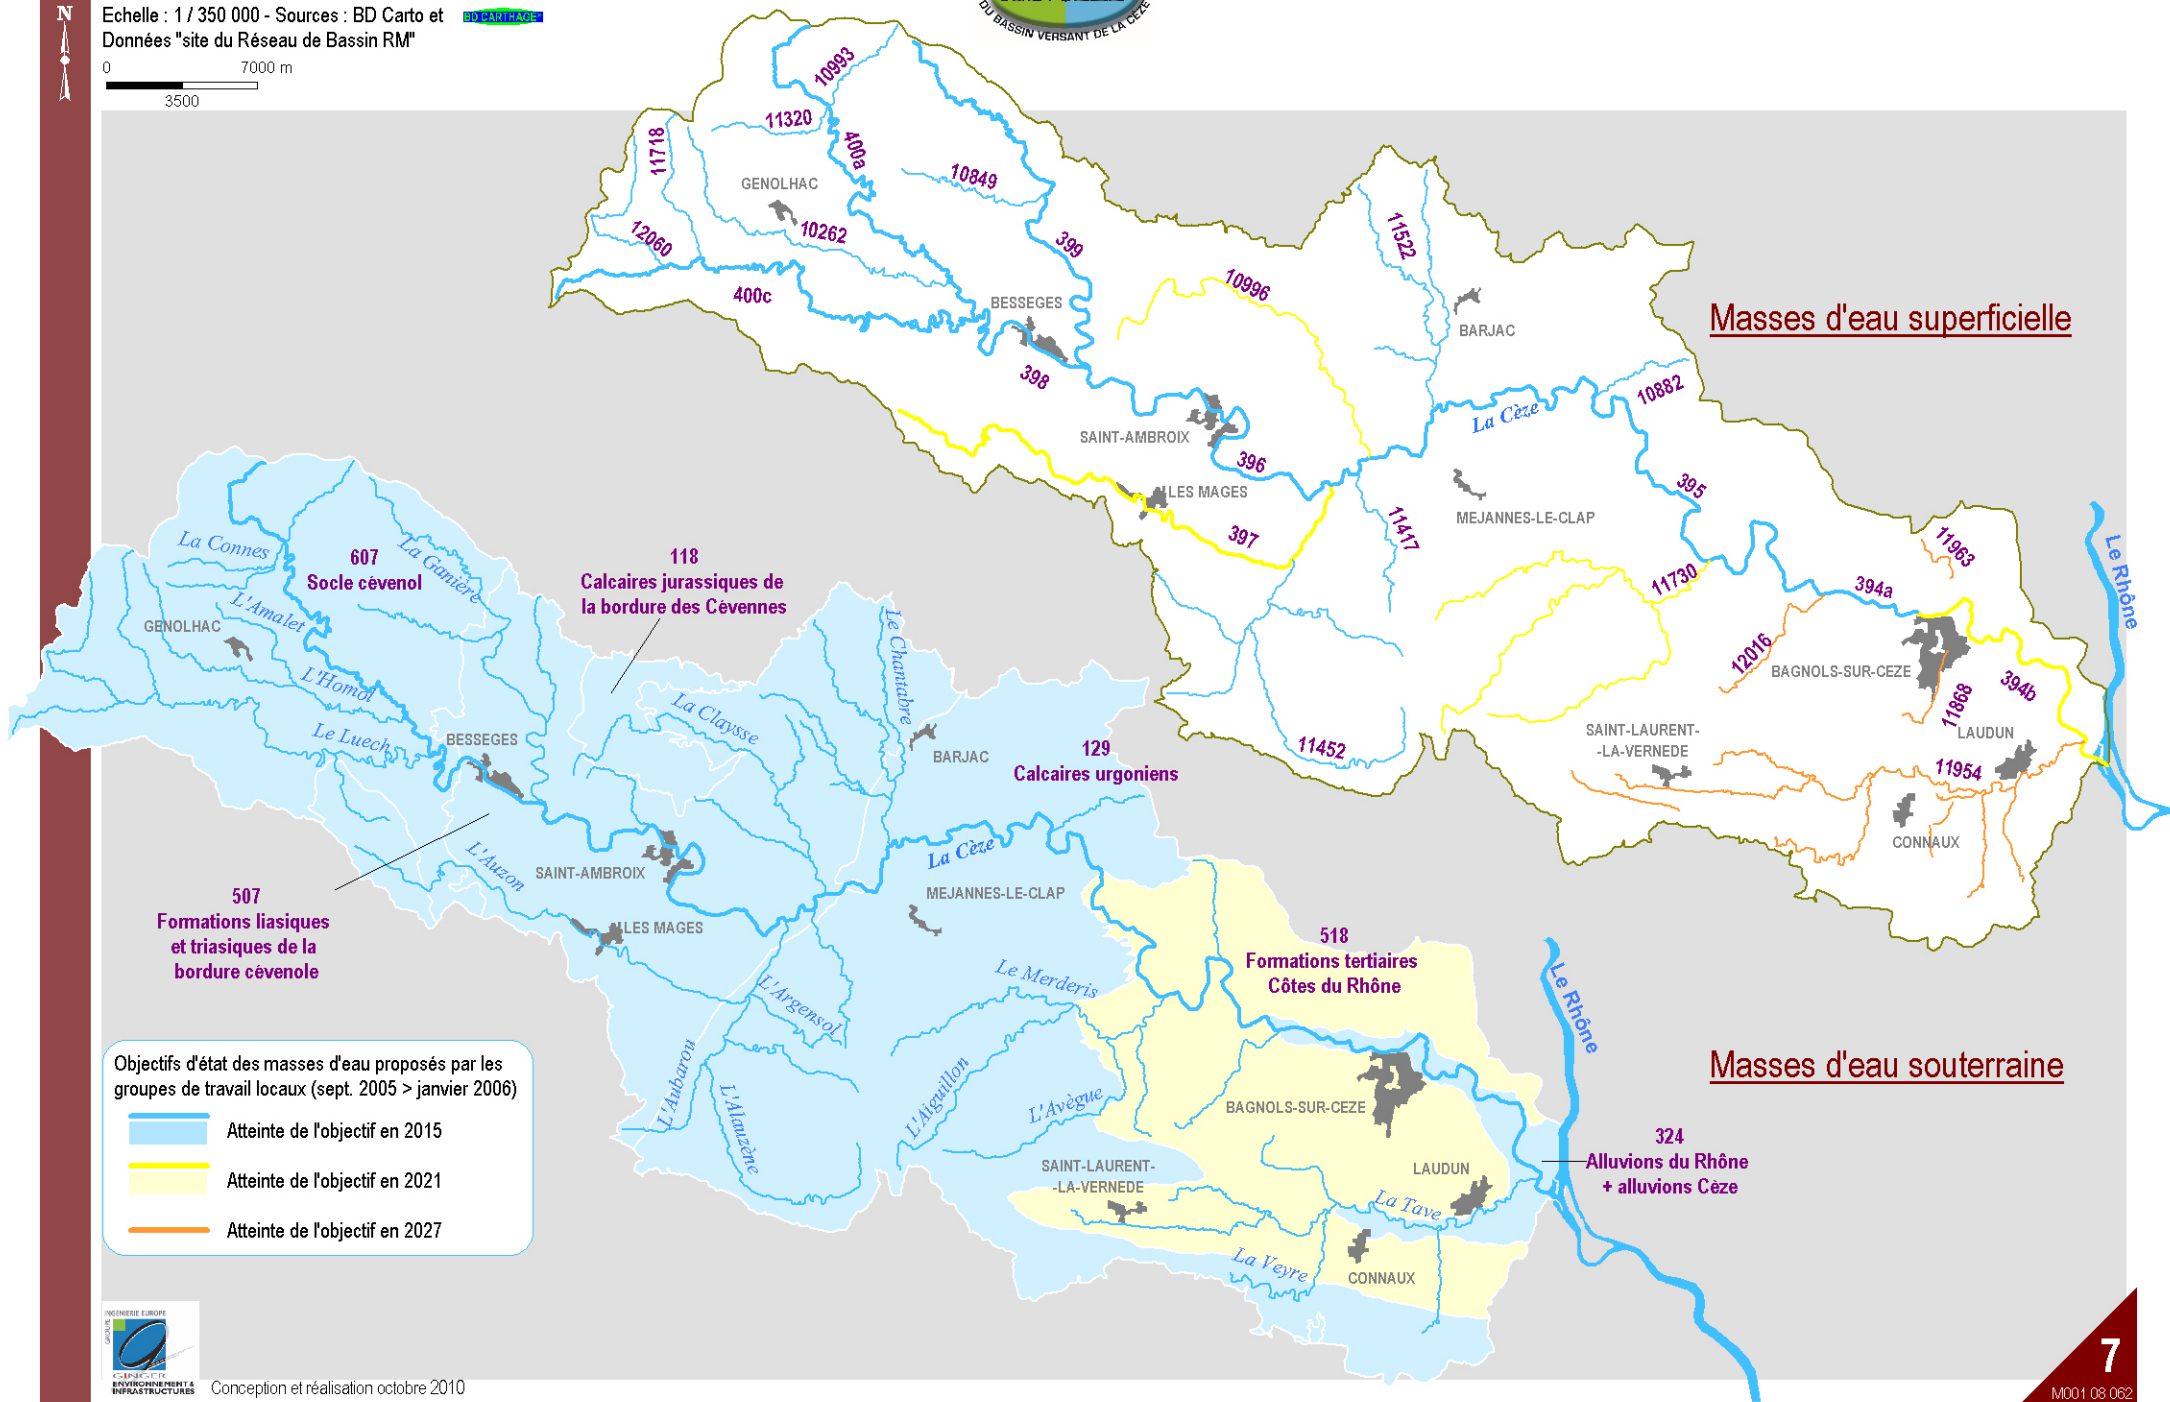 N
Echelle : 1 / 350 000 - Sources : BD Carto et BD CARTHAGE
Données "site du Réseau de Bassin RM"
0 7000 m
3500
DU BASSIN VERSANT DE LA CÈZE
Masses d'eau superficielle
10993
11320
11718
400a
GENOLHAC
10849
12060
10262
399
400c
BESSEGES
10996
11522
BARJAC
398
10882
La Cèze
SAINT-AMBROIX
396
LES MAGES
397
395
MEJANNES-LE-CLAP
11417
11963
Le Rhône
11730
394a
12016
BAGNOLS-SUR-CEZE
394b
11868
SAINT-LAURENT-
-LA-VERNEDE
LAUDUN
11452
11954
CONNAUX
Masses d'eau souterraine
La Connes
607
Socle cévenol
La Ganière
118
Calcaires jurassiques de
la bordure des Cévennes
L'Amalet
GENOLHAC
Le Chantabre
L'Homol
La Claysse
Le Luech
BESSEGES
BARJAC
129
Calcaires urgoniens
La Cèze
L'Auzon
SAINT-AMBROIX
MEJANNES-LE-CLAP
507
Formations liasiques
et triasiques de la
bordure cévenole
LES MAGES
518
Formations tertiaires
Côtes du Rhône
Le Merderis
L'Argensol
Le Rhône
L'Aubarou
L'Alauzène
L'Aiguillon
L'Avègue
BAGNOLS-SUR-CEZE
324
Alluvions du Rhône
+ alluvions Cèze
SAINT-LAURENT-
-LA-VERNEDE
LAUDUN
La Tave
La Veyre
CONNAUX
Objectifs d'état des masses d'eau proposés par les
groupes de travail locaux (sept. 2005 > janvier 2006)
Atteinte de l'objectif en 2015
Atteinte de l'objectif en 2021
Atteinte de l'objectif en 2027
INGENIERIE EUROPE
GROUPE
GINGER
ENVIRONNEMENT &
INFRASTRUCTURES
Conception et réalisation octobre 2010
7
M001 08 062